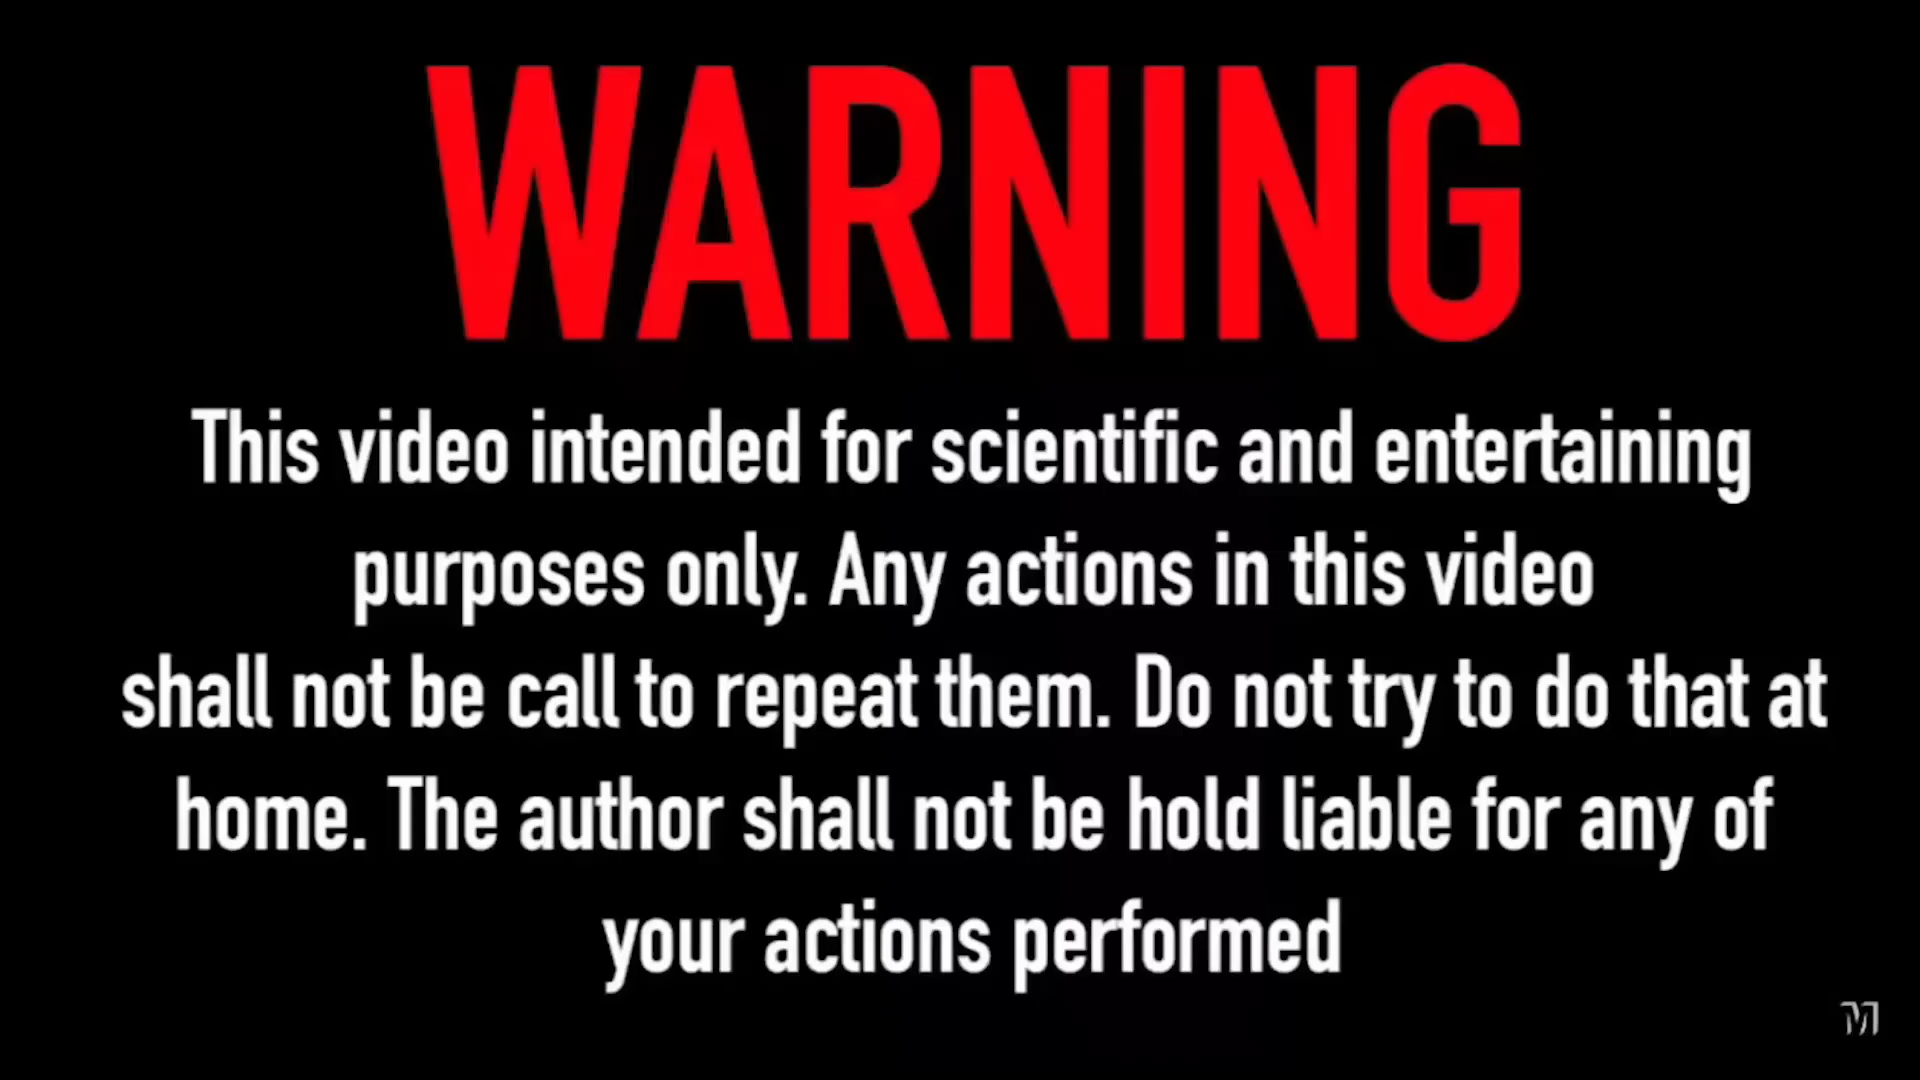 WARNING
This video intended for scientific and entertaining
purposes only. Any actions in this video
shall not be call to repeat them. Do not try to do that at
home. The author shall not be hold liable for any of
your actions performed
M